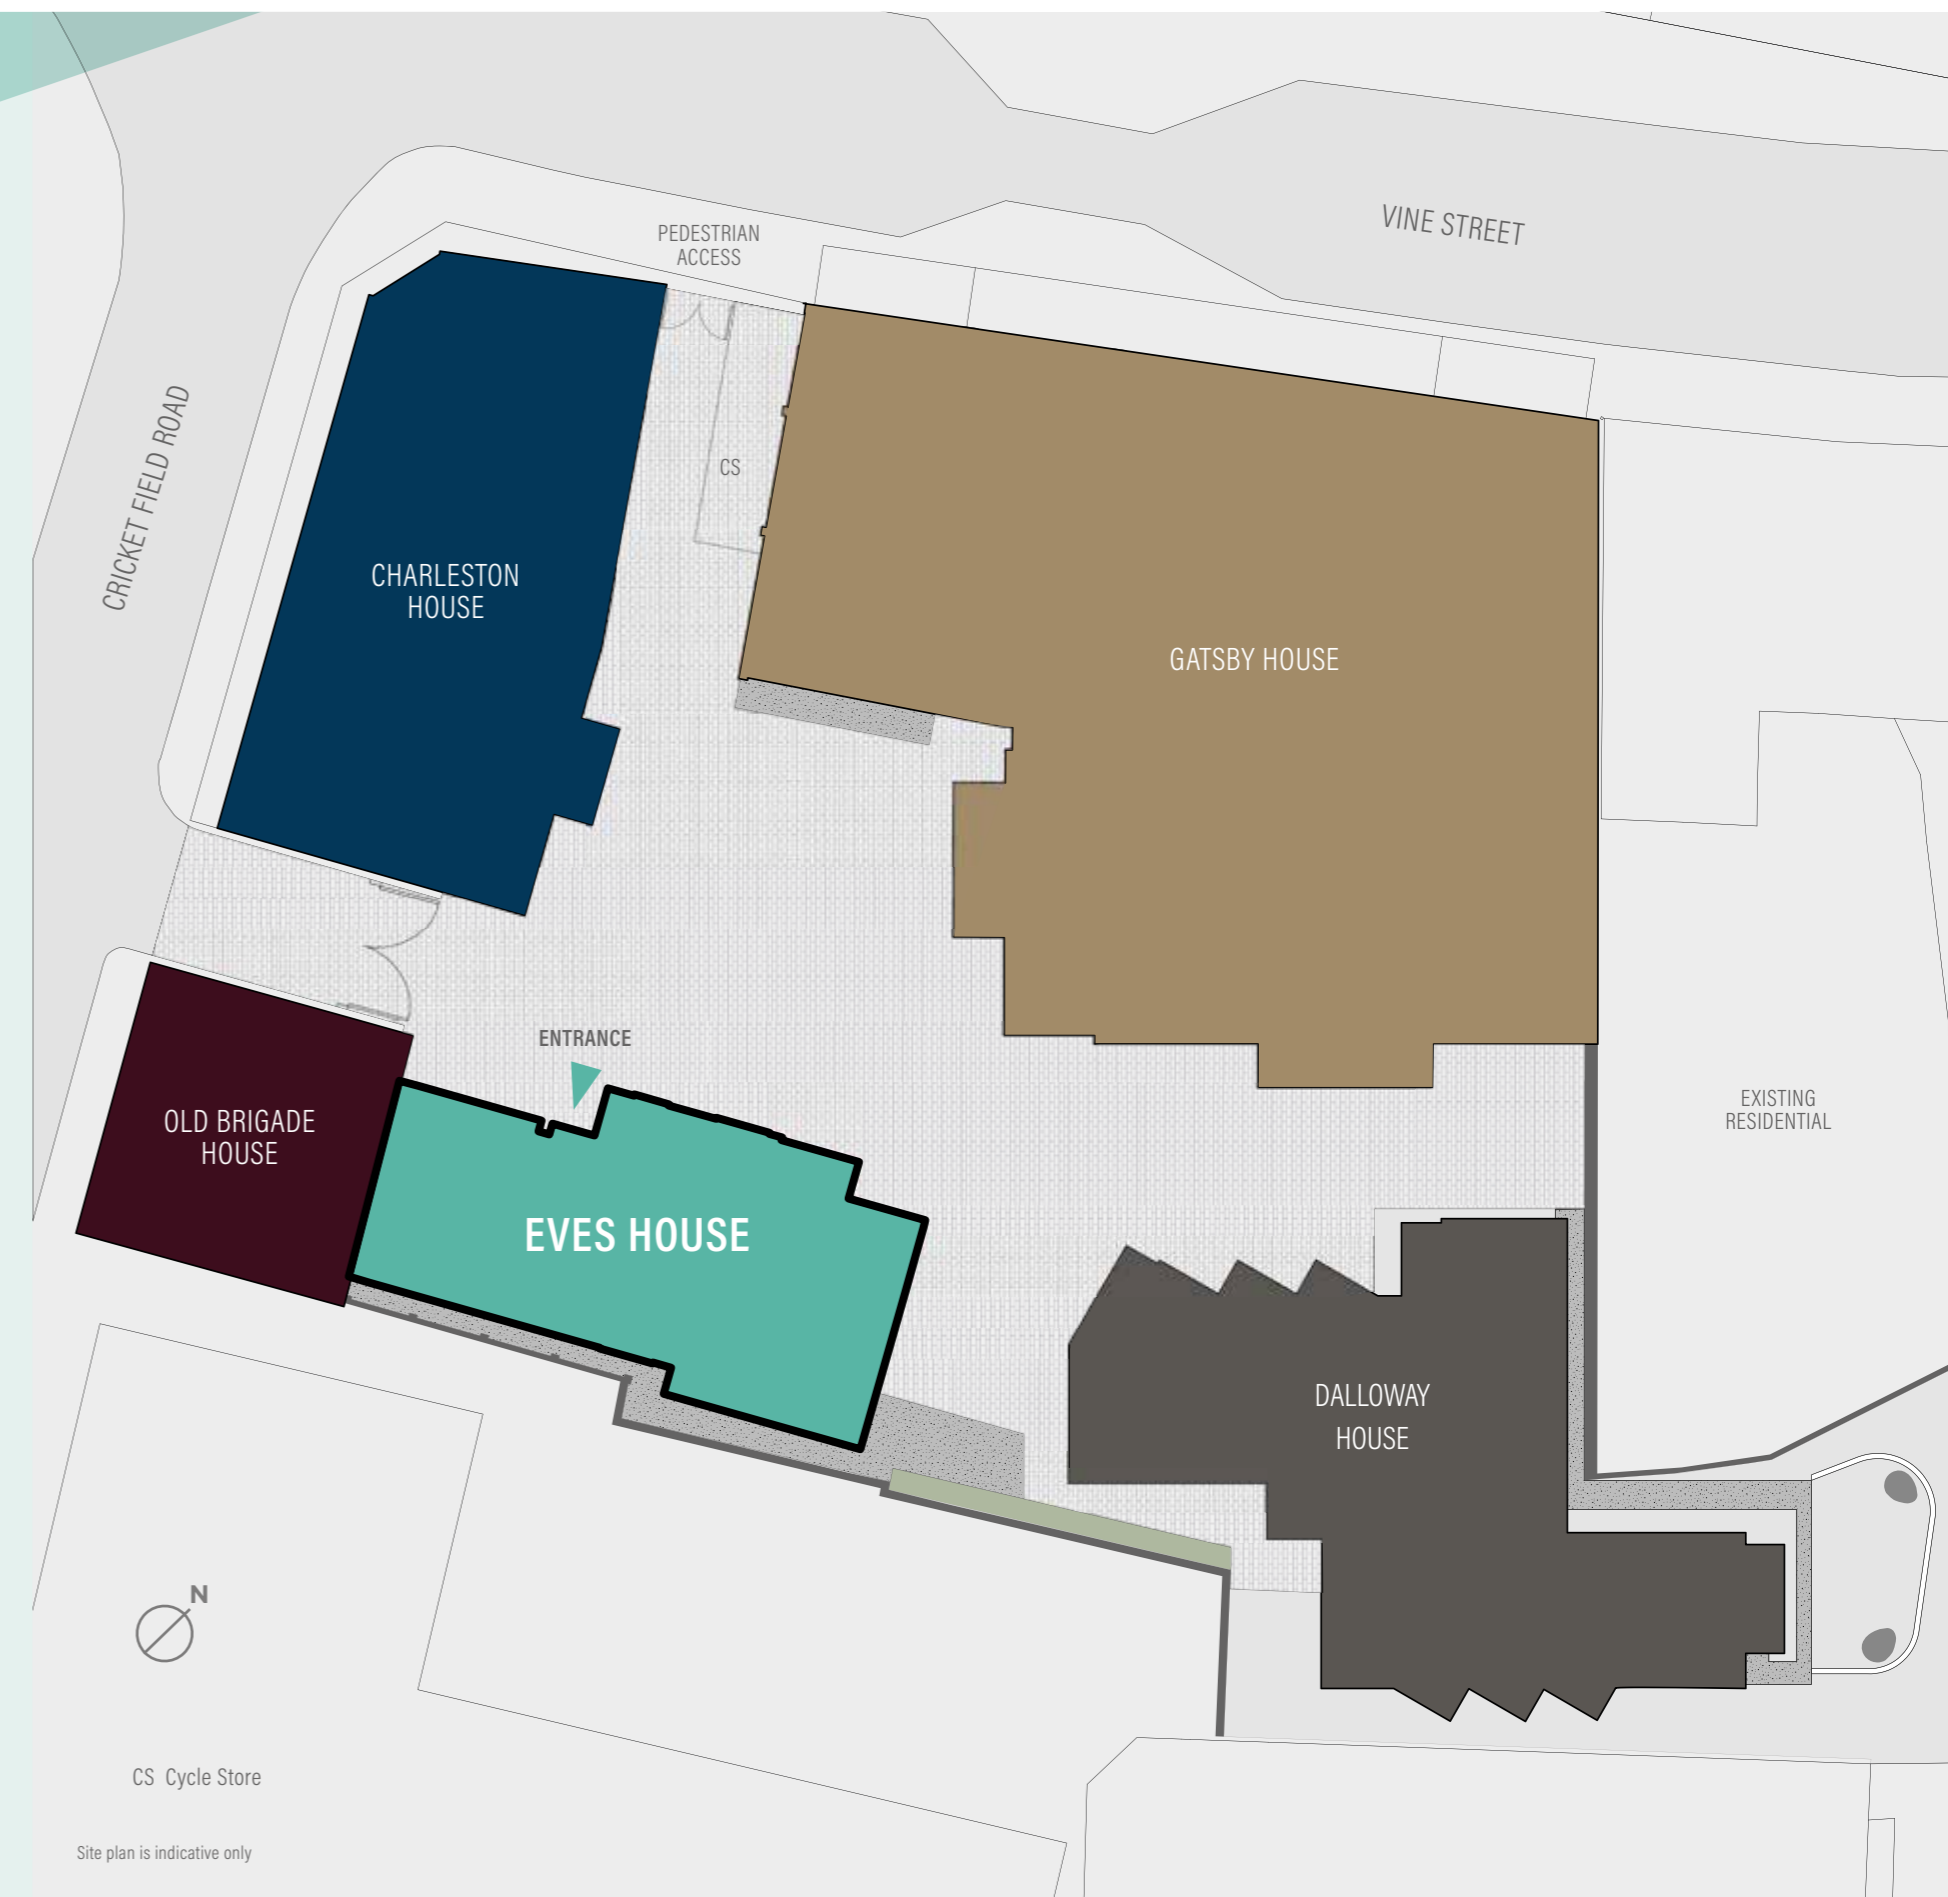 VINE STREET
PEDESTRIAN
ACCESS
CRICKET FIELD ROAD
CS
CHARLESTON
HOUSE
GATSBY HOUSE
ENTRANCE
OLD BRIGADE
HOUSE
EXISTING
RESIDENTIAL
EVES HOUSE
DALLOWAY
HOUSE
N
CS Cycle Store
Site plan is indicative only